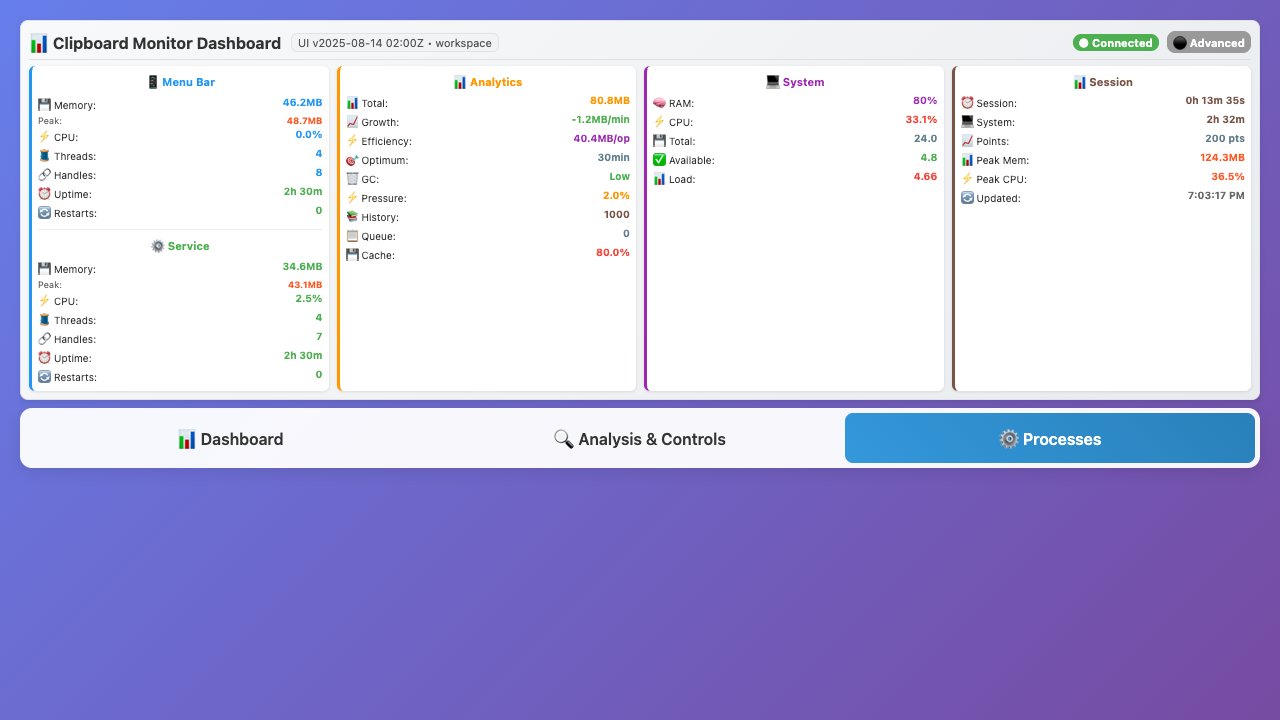 📊 Clipboard Monitor Dashboard UI v2025-08-14 02:00Z • workspace Connected Advanced
📱 Menu Bar
💾 Memory: 46.2MB
Peak: 48.7MB
⚡ CPU: 0.0%
🧵 Threads: 4
🔗 Handles: 8
⏰ Uptime: 2h 30m
🔄 Restarts: 0
⚙️ Service
💾 Memory: 34.6MB
Peak: 43.1MB
⚡ CPU: 2.5%
🧵 Threads: 4
🔗 Handles: 7
⏰ Uptime: 2h 30m
🔄 Restarts: 0
📊 Analytics
📊 Total: 80.8MB
📈 Growth: -1.2MB/min
⚡ Efficiency: 40.4MB/op
🎯 Optimum: 30min
🗑️ GC: Low
⚡ Pressure: 2.0%
📚 History: 1000
📋 Queue: 0
💾 Cache: 80.0%
💻 System
🧠 RAM: 80%
⚡ CPU: 33.1%
💾 Total: 24.0
✅ Available: 4.8
📊 Load: 4.66
📊 Session
⏰ Session: 0h 13m 35s
💻 System: 2h 32m
📈 Points: 200 pts
📊 Peak Mem: 124.3MB
⚡ Peak CPU: 36.5%
🔄 Updated: 7:03:17 PM
📊 Dashboard
🔍 Analysis & Controls
⚙️ Processes